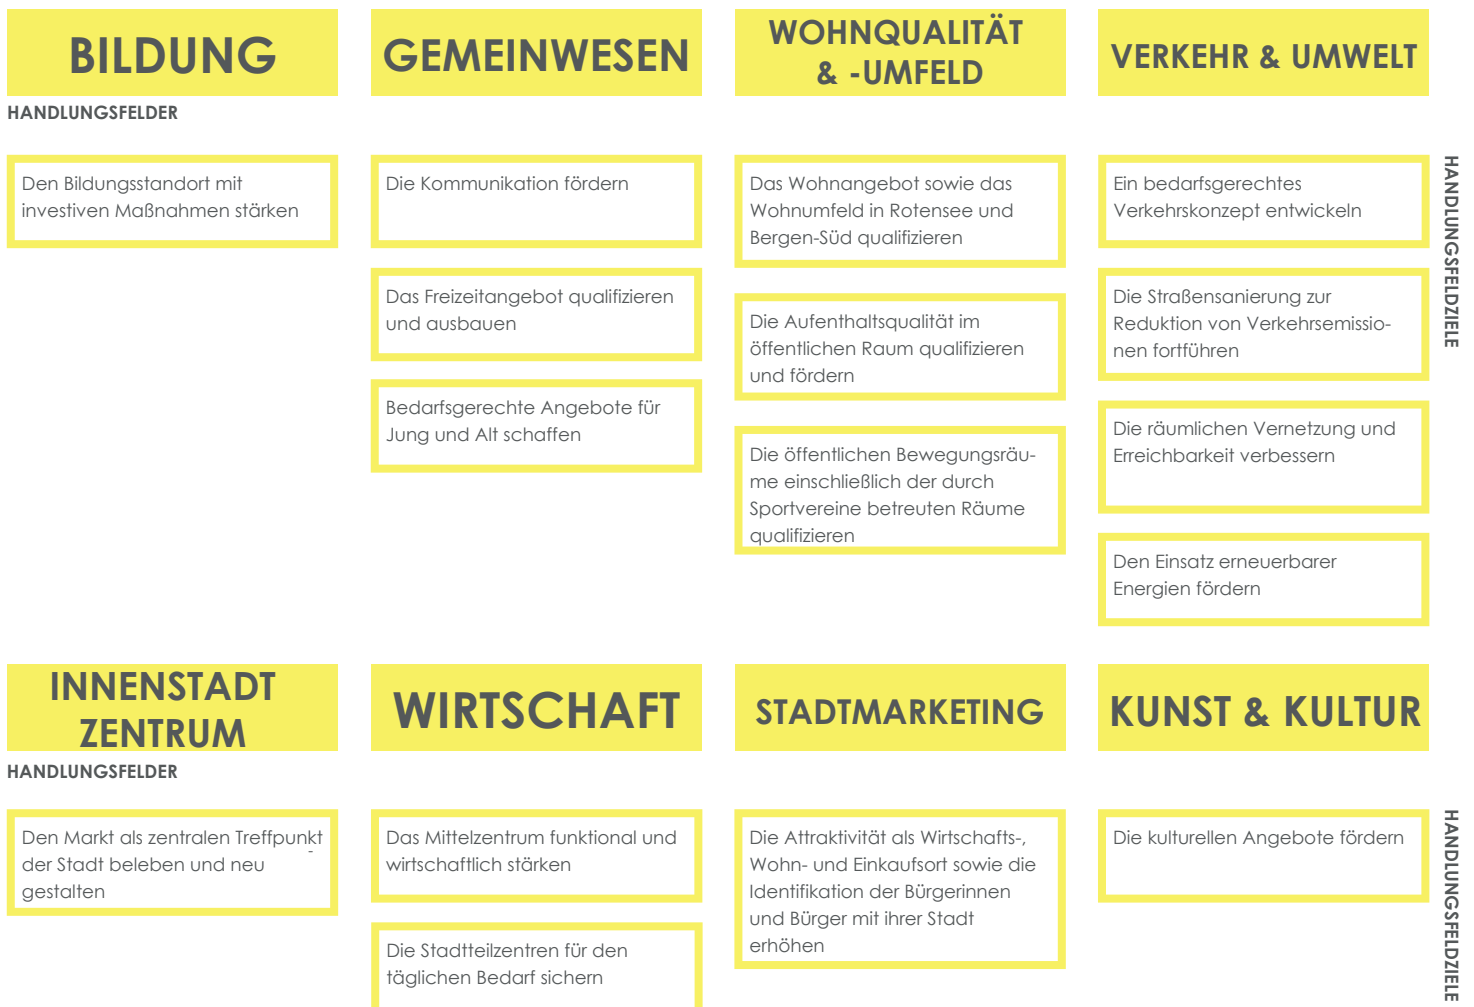 BILDUNG
GEMEINWESEN
WOHNQUALITÄT
& -UMFELD
VERKEHR & UMWELT
HANDLUNGSFELDER
Den Bildungsstandort mit
investiven Maßnahmen stärken
Die Kommunikation fördern
Das Freizeitangebot qualifizieren
und ausbauen
Bedarfsgerechte Angebote für
Jung und Alt schaffen
Das Wohnangebot sowie das
Wohnumfeld in Rotensee und
Bergen-Süd qualifizieren
Die Aufenthaltsqualität im
öffentlichen Raum qualifizieren
und fördern
Die öffentlichen Bewegungsräu-
me einschließlich der durch
Sportvereine betreuten Räume
qualifizieren
Ein bedarfsgerechtes
Verkehrskonzept entwickeln
Die Straßensanierung zur
Reduktion von Verkehrsemissio-
nen fortführen
Die räumlichen Vernetzung und
Erreichbarkeit verbessern
Den Einsatz erneuerbarer
Energien fördern
HANDLUNGSFELDZIELE
INNENSTADT
ZENTRUM
WIRTSCHAFT
STADTMARKETING
KUNST & KULTUR
HANDLUNGSFELDER
Den Markt als zentralen Treffpunkt
der Stadt beleben und neu
gestalten
Das Mittelzentrum funktional und
wirtschaftlich stärken
Die Stadtteilzentren für den
täglichen Bedarf sichern
Die Attraktivität als Wirtschafts-,
Wohn- und Einkaufsort sowie die
Identifikation der Bürgerinnen
und Bürger mit ihrer Stadt
erhöhen
Die kulturellen Angebote fördern
HANDLUNGSFELDZIELE